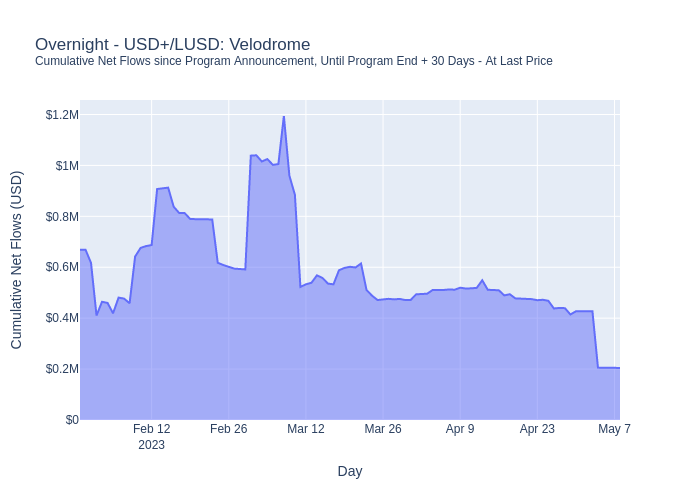 Overnight - USD+/LUSD: Velodrome
Cumulative Net Flows since Program Announcement, Until Program End + 30 Days - At Last Price
$1.2M
$1M
$0.8M
$0.6M
$0.4M
$0.2M
$0
Cumulative Net Flows (USD)
Feb 12 Feb 26 Mar 12 Mar 26 Apr 9 Apr 23 May 7
2023
Day